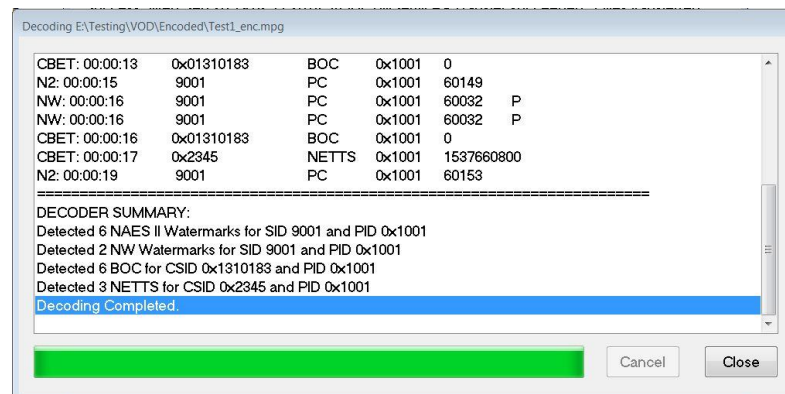 Decoding E:\Testing\VOD\Encoded\Test1_enc.mpg
CBET: 00:00:13 0x01310183 BOC 0x1001 0
N2: 00:00:15 9001 PC 0x1001 60149
NW: 00:00:16 9001 PC 0x1001 60032 P
NW: 00:00:16 9001 PC 0x1001 60032 P
CBET: 00:00:16 0x01310183 BOC 0x1001 0
CBET: 00:00:17 0x2345 NETTS 0x1001 1537660800
N2: 00:00:19 9001 PC 0x1001 60153
========================================================================
DECODER SUMMARY:
Detected 6 NAES II Watermarks for SID 9001 and PID 0x1001
Detected 2 NW Watermarks for SID 9001 and PID 0x1001
Detected 6 BOC for CSID 0x1310183 and PID 0x1001
Detected 3 NETTS for CSID 0x2345 and PID 0x1001
Decoding Completed.
Cancel Close